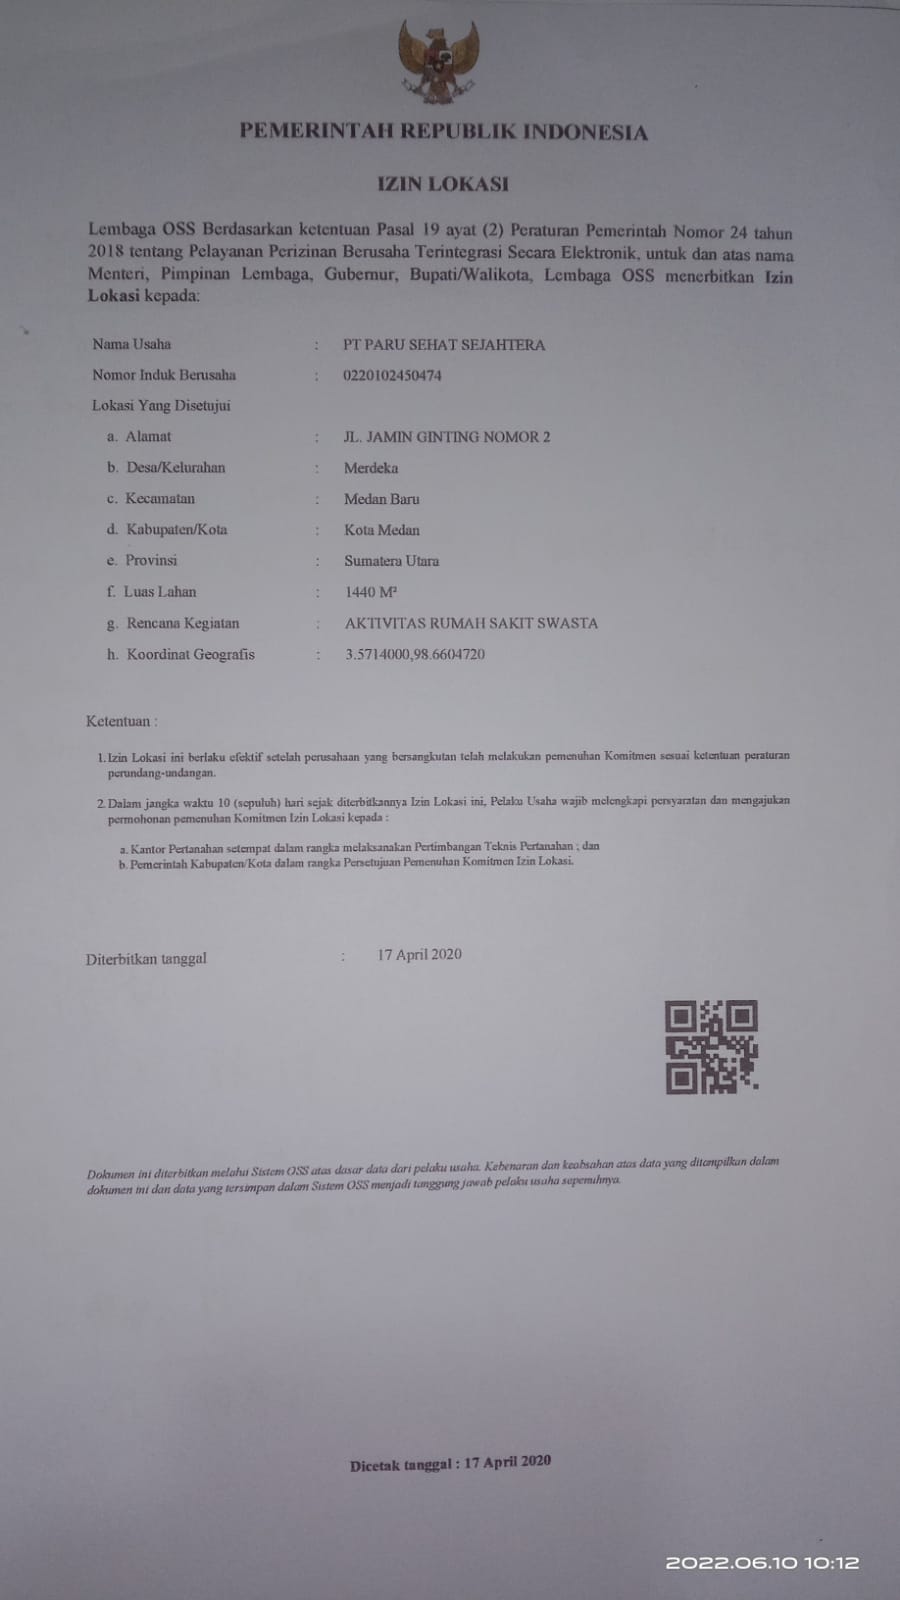 PEMERINTAH REPUBLIK INDONESIA
IZIN LOKASI
Lembaga OSS Berdasarkan ketentuan Pasal 19 ayat (2) Peraturan Pemerintah Nomor 24 tahun
2018 tentang Pelayanan Perizinan Berusaha Terintegrasi Secara Elektronik, untuk dan atas nama
Menteri, Pimpinan Lembaga, Gubernur, Bupati/Walikota, Lembaga OSS menerbitkan Izin
Lokasi kepada:
Nama Usaha : PT PARU SEHAT SEJAHTERA
Nomor Induk Berusaha : 0220102450474
Lokasi Yang Disetujui
a. Alamat : JL. JAMIN GINTING NOMOR 2
b. Desa/Kelurahan : Merdeka
c. Kecamatan : Medan Baru
d. Kabupaten/Kota : Kota Medan
e. Provinsi : Sumatera Utara
f. Luas Lahan : 1440 M²
g. Rencana Kegiatan : AKTIVITAS RUMAH SAKIT SWASTA
h. Koordinat Geografis : 3.5714000,98.6604720
Ketentuan :
1. Izin Lokasi ini berlaku efektif setelah perusahaan yang bersangkutan telah melakukan pemenuhan Komitmen sesuai ketentuan peraturan
perundang-undangan.
2. Dalam jangka waktu 10 (sepuluh) hari sejak diterbitkannya Izin Lokasi ini, Pelaku Usaha wajib melengkapi persyaratan dan mengajukan
permohonan pemenuhan Komitmen Izin Lokasi kepada :
a. Kantor Pertanahan setempat dalam rangka melaksanakan Pertimbangan Teknis Pertanahan ; dan
b. Pemerintah Kabupaten/Kota dalam rangka Persetujuan Pemenuhan Komitmen Izin Lokasi.
Diterbitkan tanggal : 17 April 2020
Dokumen ini diterbitkan melalui Sistem OSS atas dasar data dari pelaku usaha. Kebenaran dan keabsahan atas data yang ditampilkan dalam
dokumen ini dan data yang tersimpan dalam Sistem OSS menjadi tanggung jawab pelaku usaha sepenuhnya.
Dicetak tanggal : 17 April 2020
2022.06.10 10:12